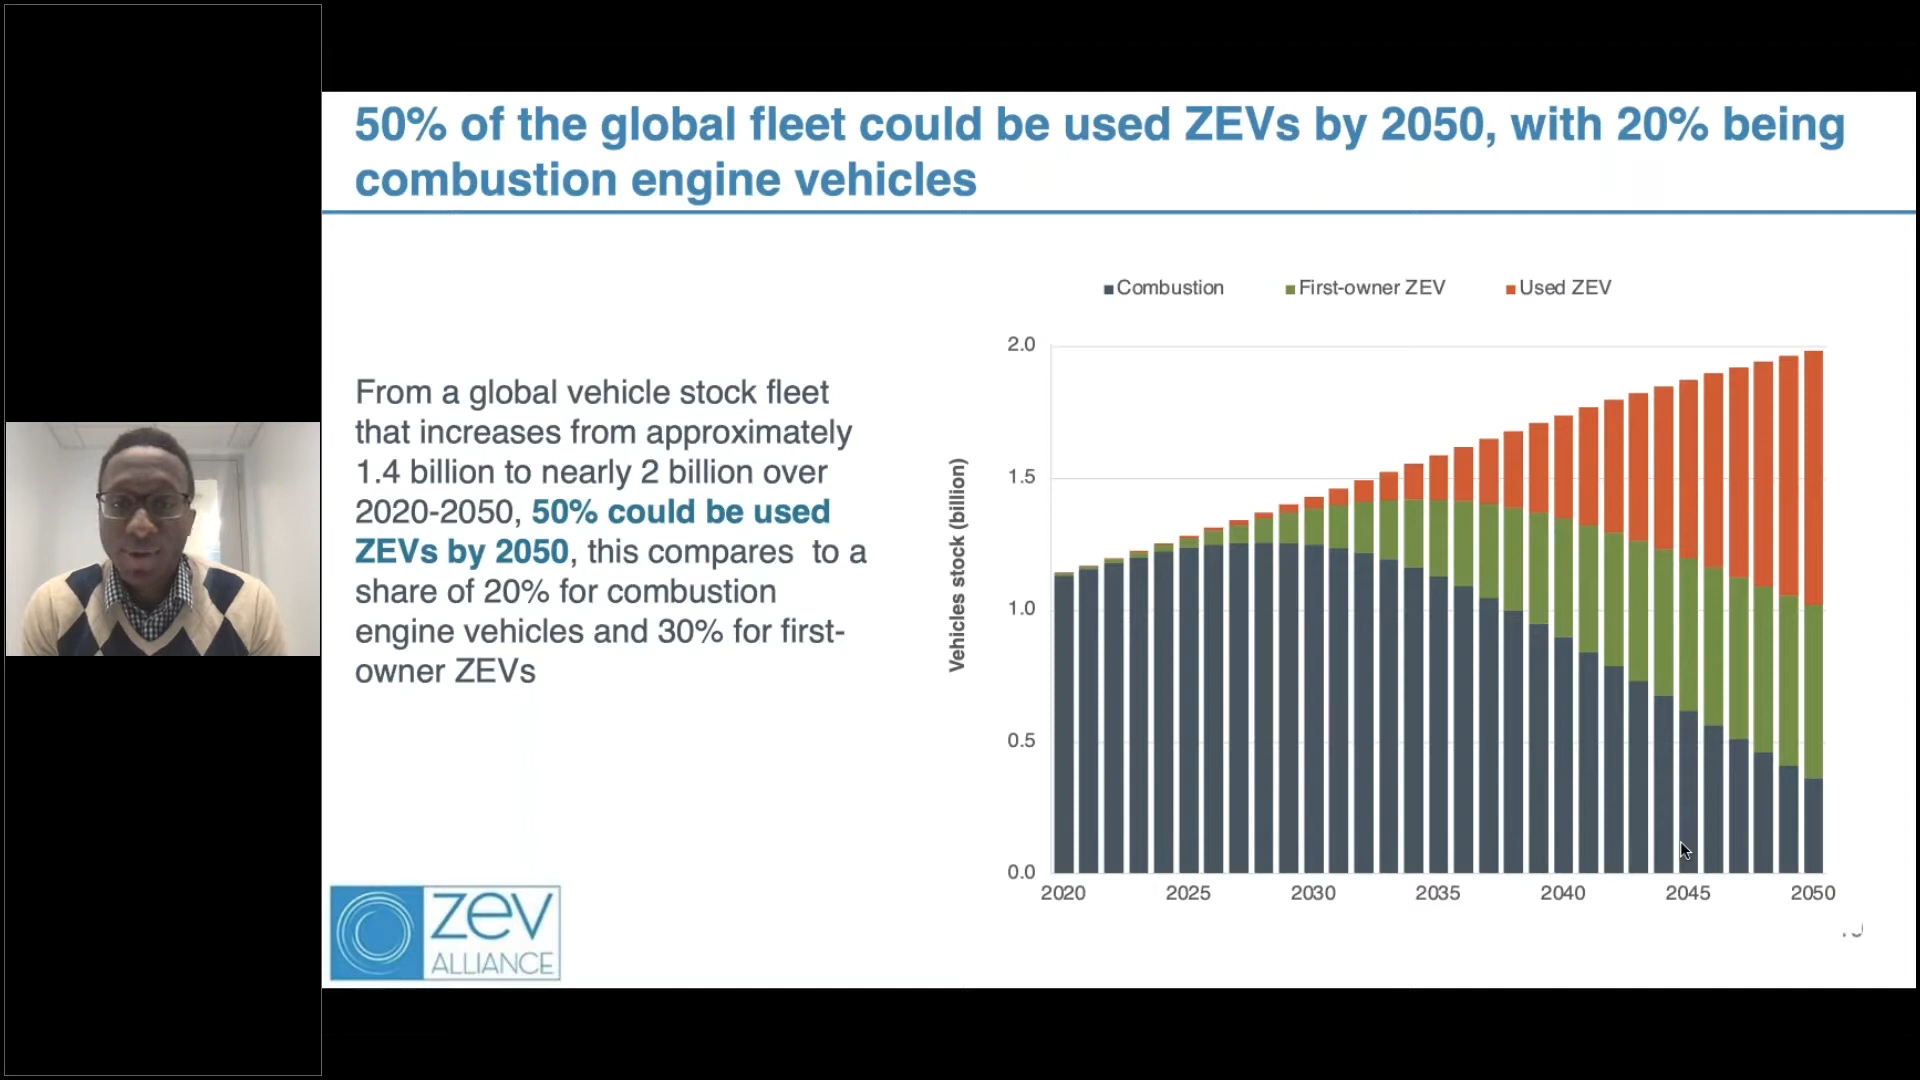 50% of the global fleet could be used ZEVs by 2050, with 20% being
combustion engine vehicles
From a global vehicle stock fleet
that increases from approximately
1.4 billion to nearly 2 billion over
2020-2050, 50% could be used
ZEVs by 2050, this compares to a
share of 20% for combustion
engine vehicles and 30% for first-
owner ZEVs
Combustion First-owner ZEV Used ZEV
Vehicles stock (billion)
2.0
1.5
1.0
0.5
0.0
2020 2025 2030 2035 2040 2045 2050
zev
ALLIANCE